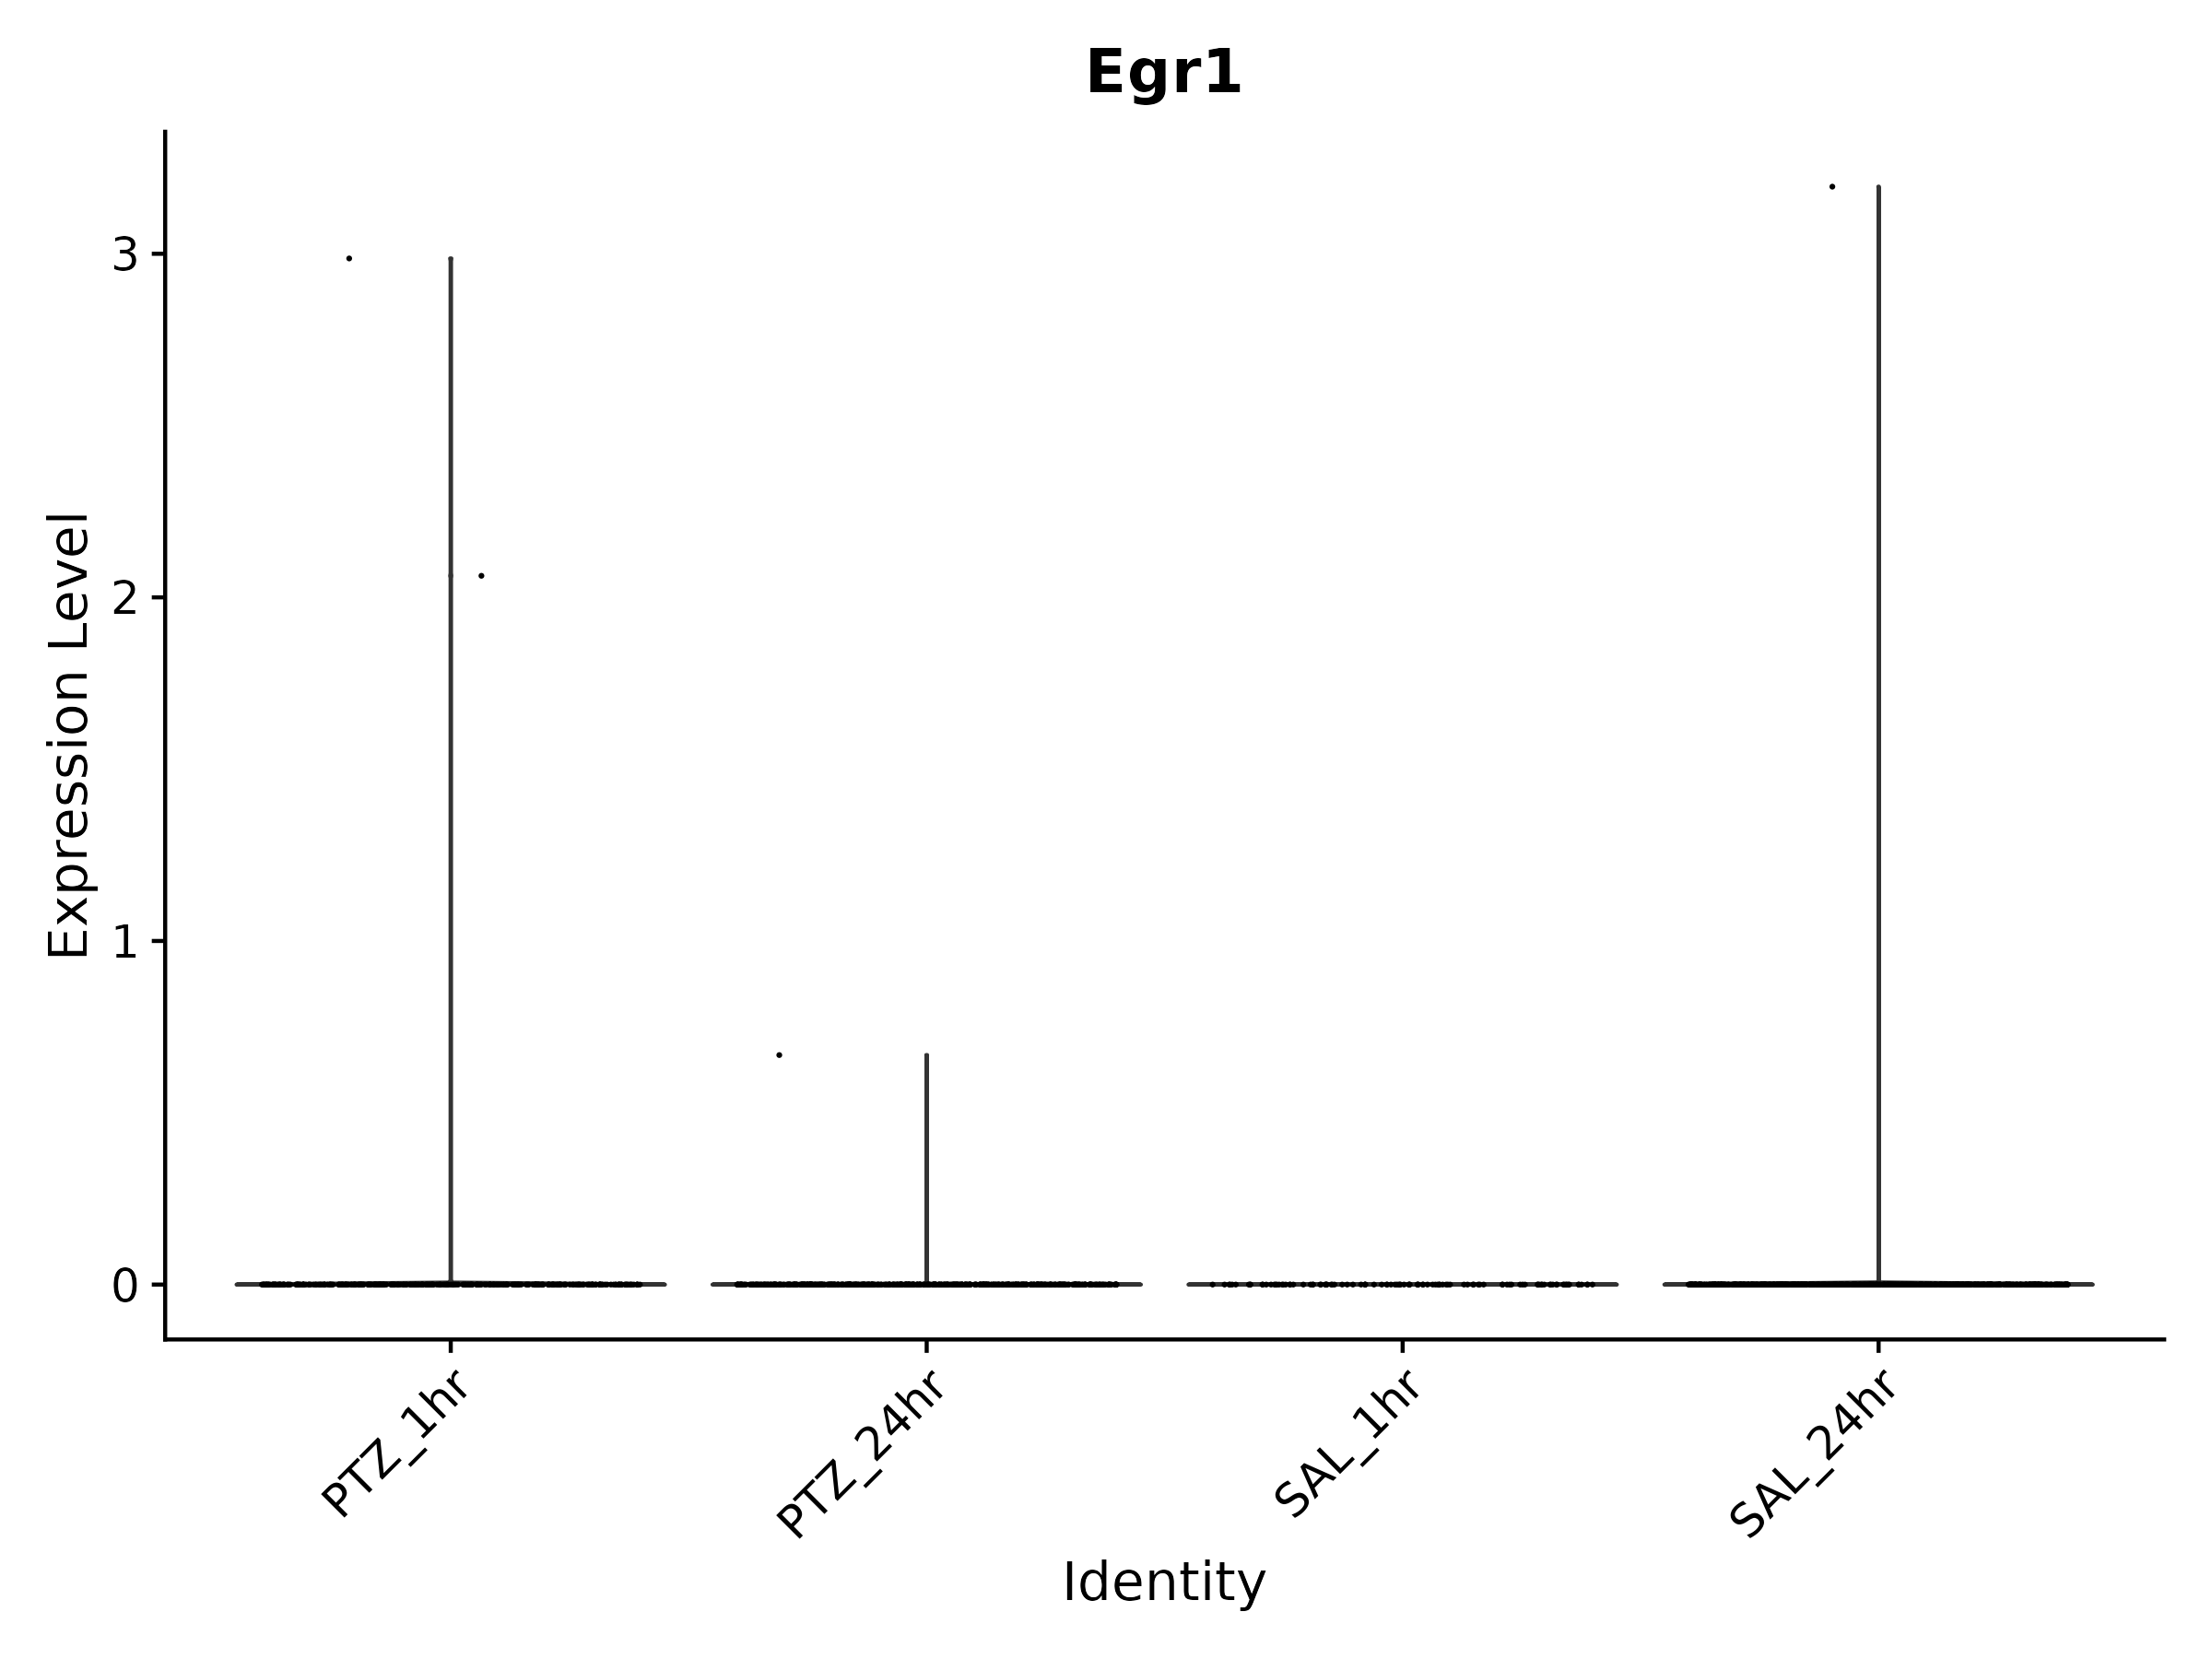 Egr1
Expression Level
3
2
1
0
PTZ_1hr
PTZ_24hr
SAL_1hr
SAL_24hr
Identity